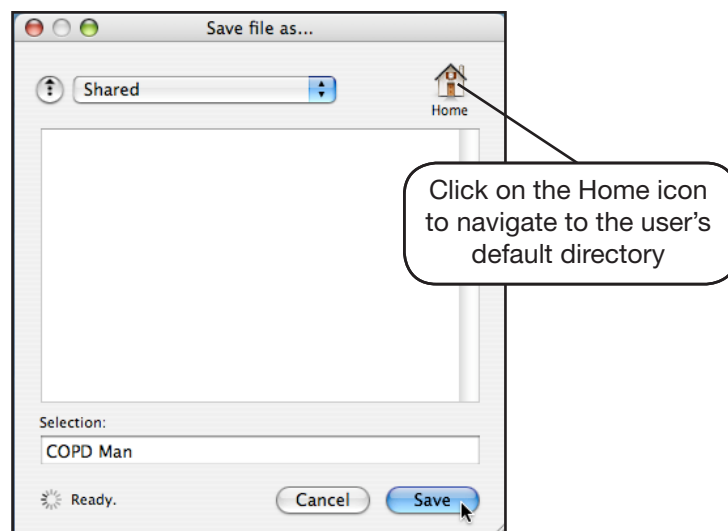 Save file as...
Shared
Home
Click on the Home icon
to navigate to the user’s
default directory
Selection:
COPD Man
Ready.
Cancel
Save